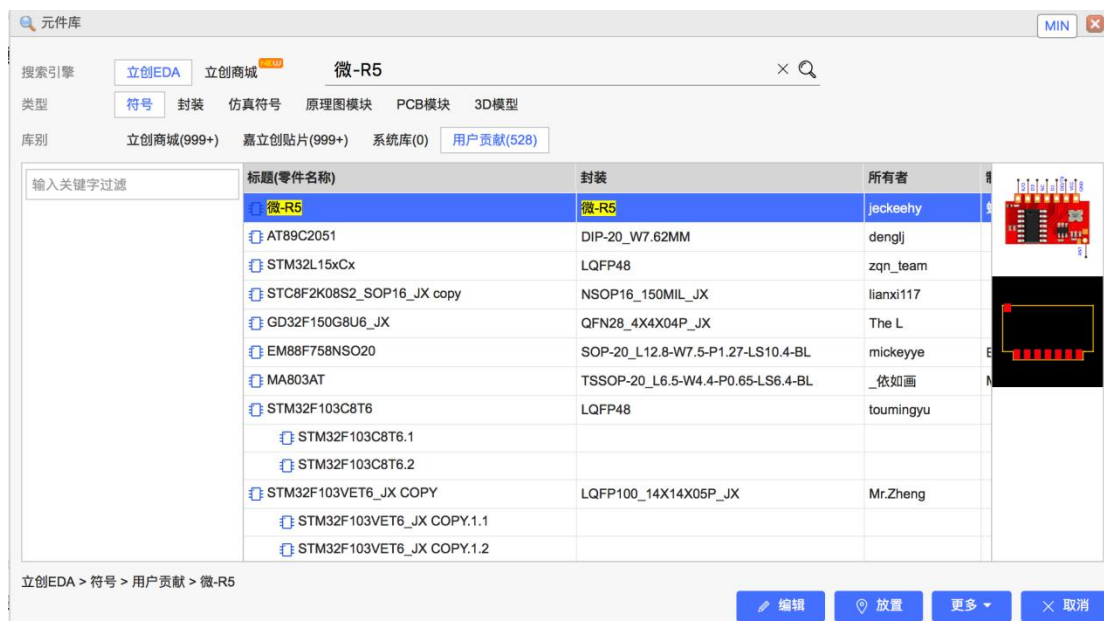 元件库 MIN
搜索引擎 立创EDA 立创商城 NEW 微-R5
类型 符号 封装 仿真符号 原理图模块 PCB模块 3D模型
库别 立创商城(999+) 嘉立创贴片(999+) 系统库(0) 用户贡献(528)
输入关键字过滤
标题(零件名称) 封装 所有者
微-R5 微-R5 jeckeehy
AT89C2051 DIP-20_W7.62MM denglj
STM32L15xCx LQFP48 zqn_team
STC8F2K08S2_SOP16_JX copy NSOP16_150MIL_JX lianxi117
GD32F150G8U6_JX QFN28_4X4X04P_JX The L
EM88F758NSO20 SOP-20_L12.8-W7.5-P1.27-LS10.4-BL mickeyye
MA803AT TSSOP-20_L6.5-W4.4-P0.65-LS6.4-BL _依如画
STM32F103C8T6 LQFP48 toumingyu
STM32F103C8T6.1
STM32F103C8T6.2
STM32F103VET6_JX COPY LQFP100_14X14X05P_JX Mr.Zheng
STM32F103VET6_JX COPY.1.1
STM32F103VET6_JX COPY.1.2
立创EDA > 符号 > 用户贡献 > 微-R5
编辑 放置 更多 取消